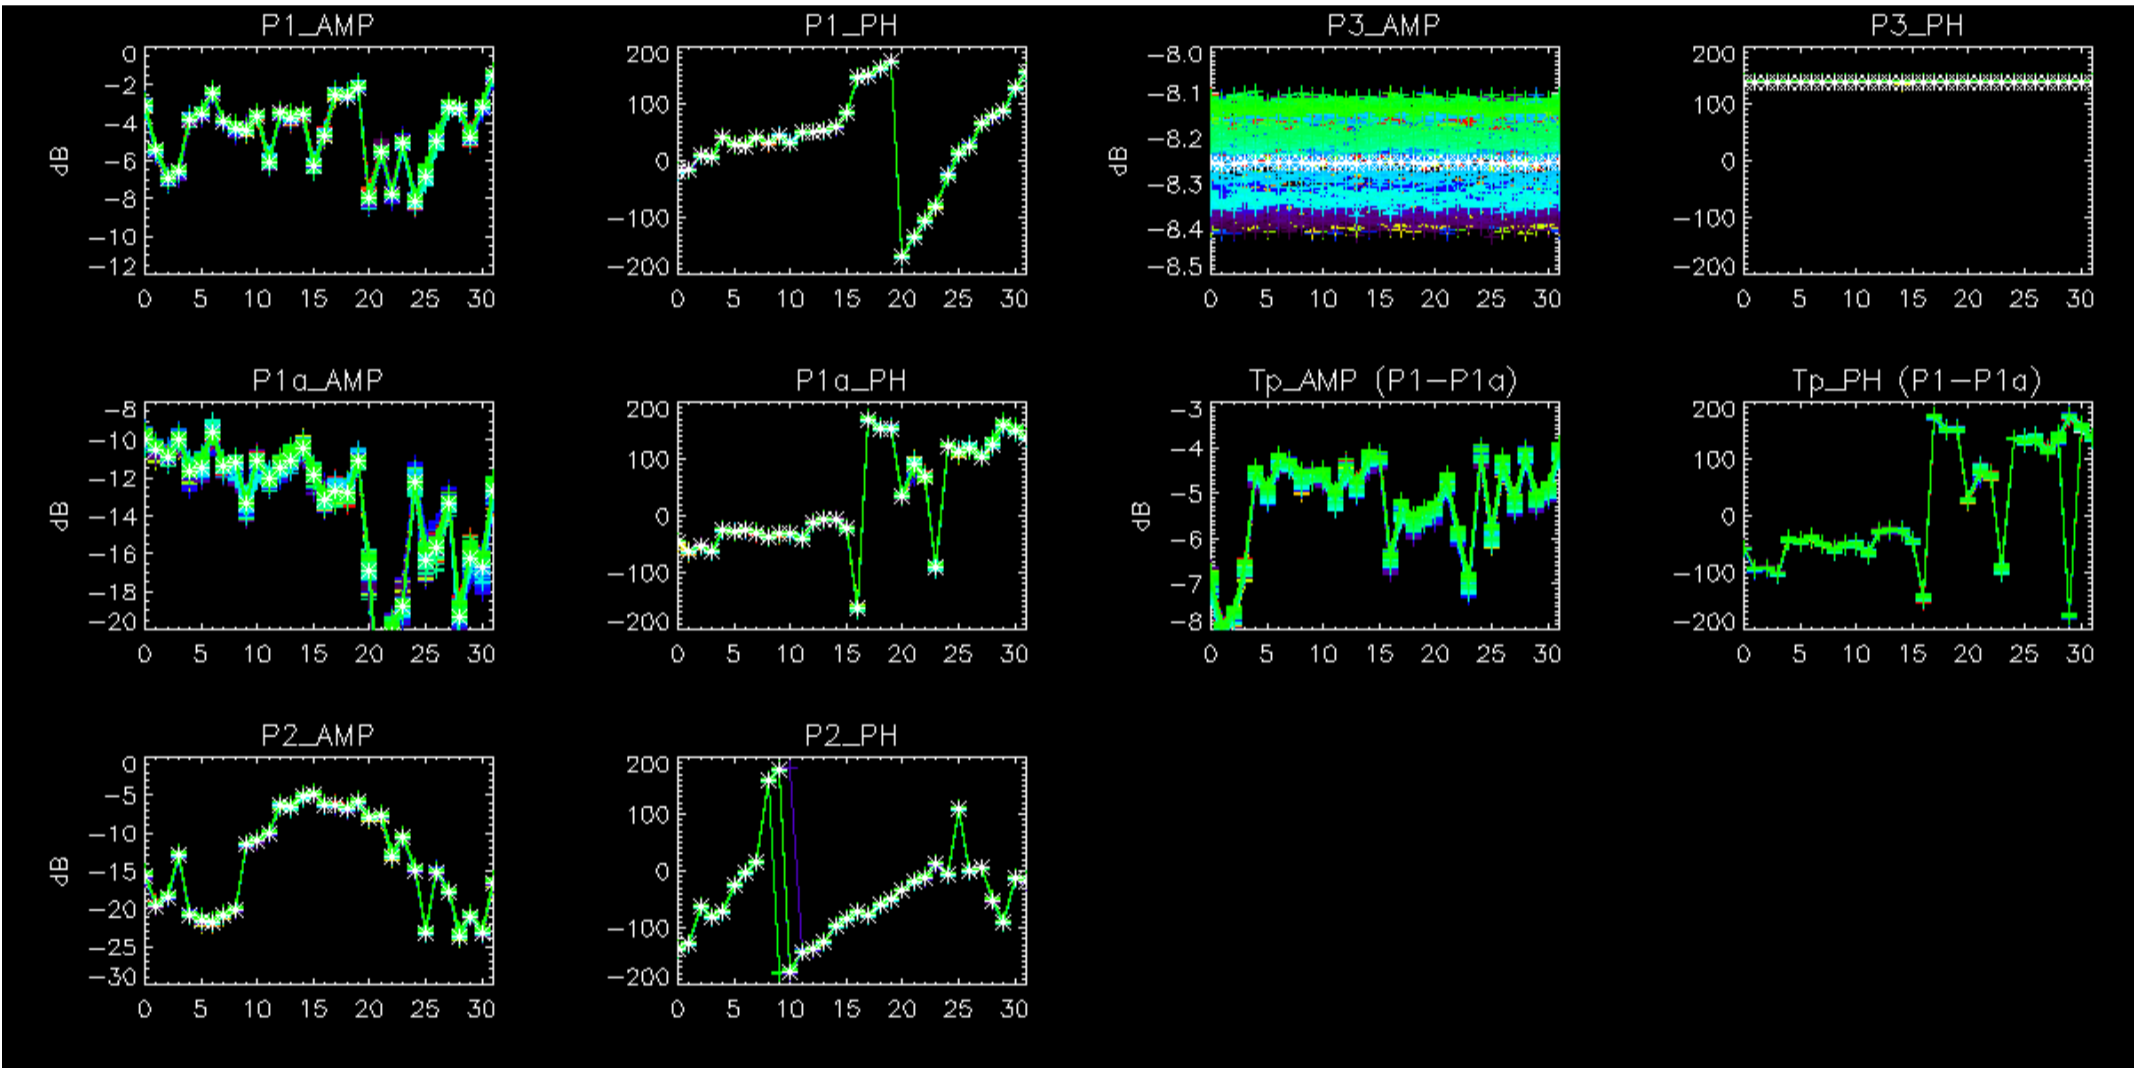 P1_AMP
0
−2
−4
−6
−8
−10
−12
dB
0 5 10 15 20 25 30
P1_PH
200
100
0
−100
−200
0 5 10 15 20 25 30
P3_AMP
−8.0
−8.1
−8.2
−8.3
−8.4
−8.5
dB
0 5 10 15 20 25 30
P3_PH
200
100
0
−100
−200
0 5 10 15 20 25 30
P1a_AMP
−8
−10
−12
−14
−16
−18
−20
dB
0 5 10 15 20 25 30
P1a_PH
200
100
0
−100
−200
0 5 10 15 20 25 30
Tp_AMP (P1−P1a)
−3
−4
−5
−6
−7
−8
dB
0 5 10 15 20 25 30
Tp_PH (P1−P1a)
200
100
0
−100
−200
0 5 10 15 20 25 30
P2_AMP
0
−5
−10
−15
−20
−25
−30
dB
0 5 10 15 20 25 30
P2_PH
200
100
0
−100
−200
0 5 10 15 20 25 30